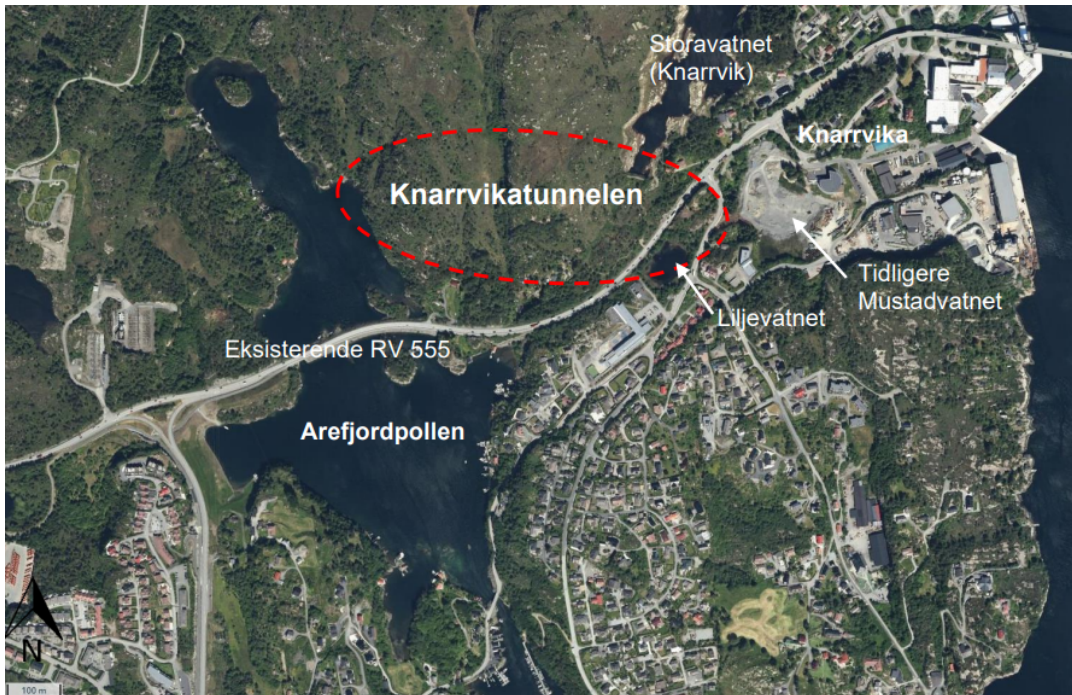 Storavatnet
(Knarrvik)
Knarrvika
Knarrvikatunnelen
Tidligere
Mustadvatnet
Liljevatnet
Eksisterende RV 555
Arefjordpollen
N
100 m